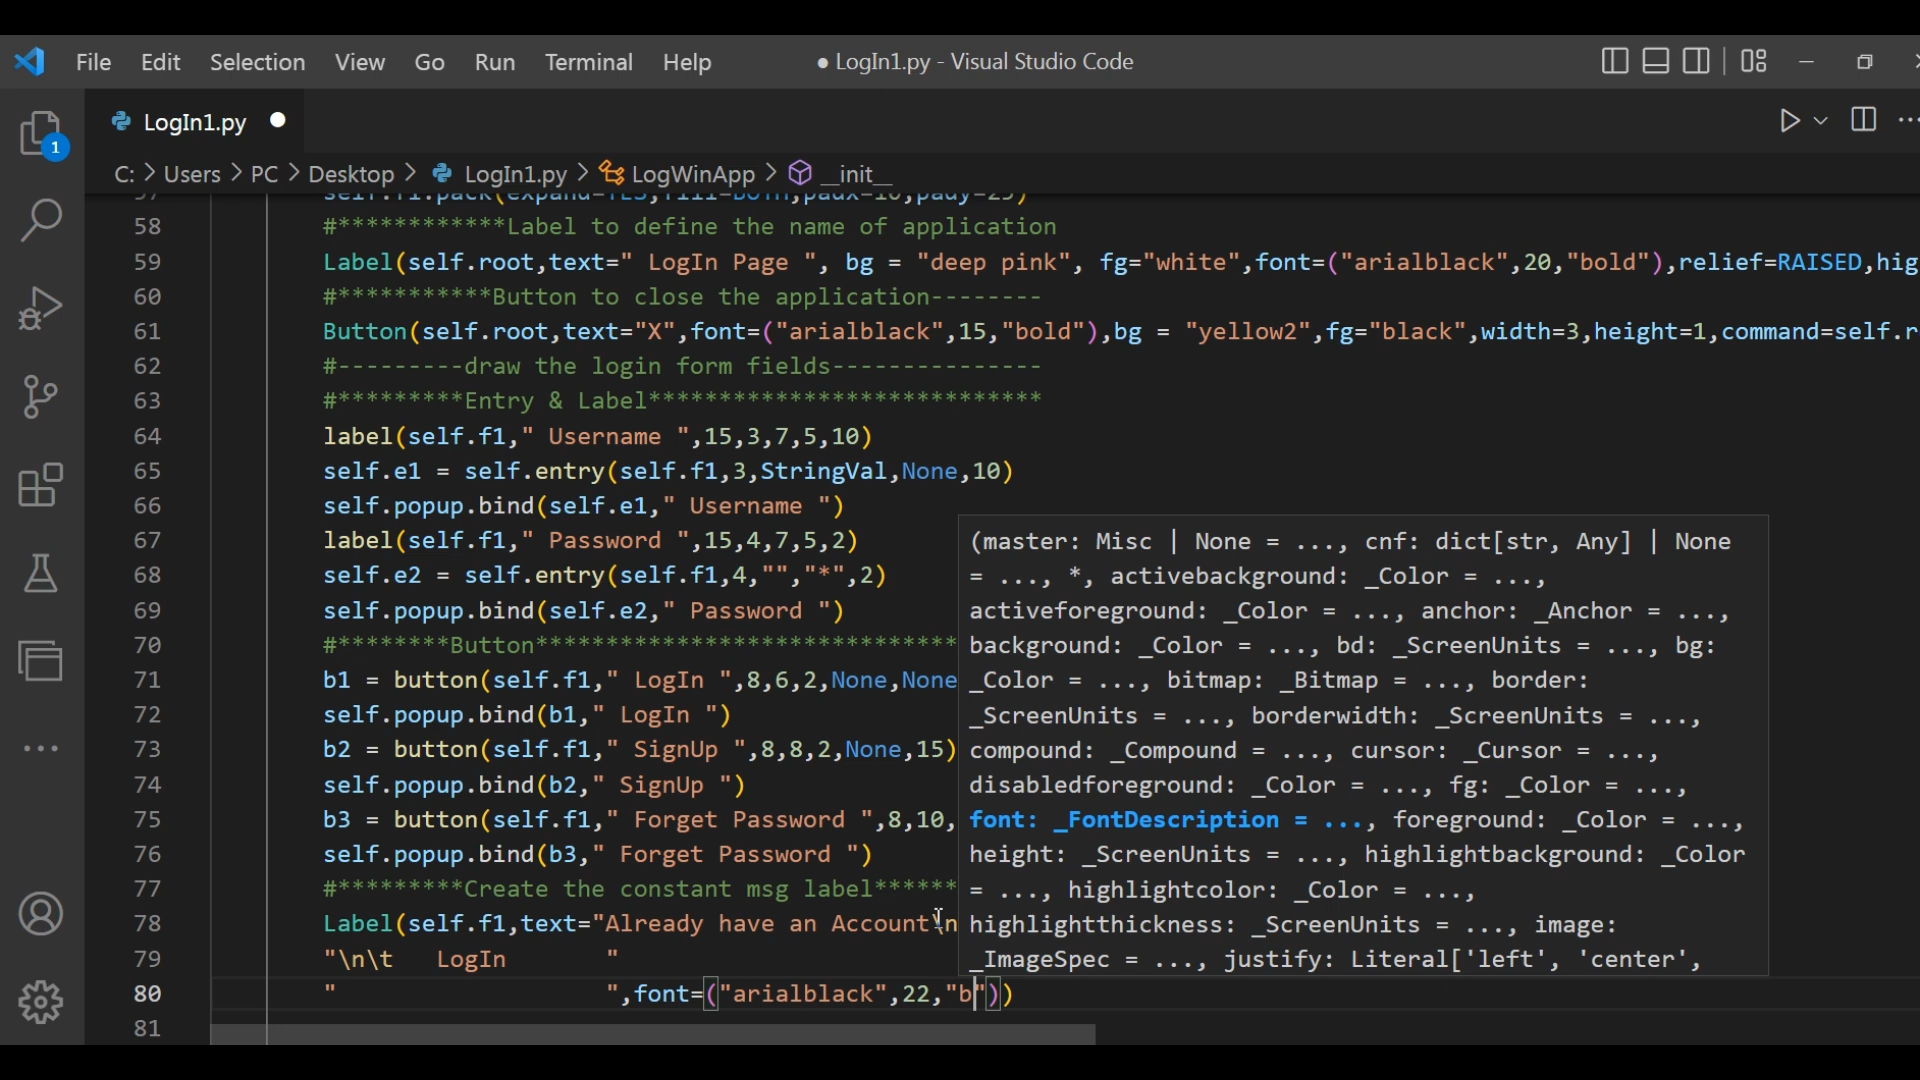 File Edit Selection View Go Run Terminal Help ● LogIn1.py - Visual Studio Code
LogIn1.py ●
1
C: > Users > PC > Desktop > LogIn1.py > LogWinApp > __init__
58 #************Label to define the name of application
59 Label(self.root,text=" LogIn Page ", bg = "deep pink", fg="white",font=("arialblack",20,"bold"),relief=RAISED,hig
60 #***********Button to close the application--------
61 Button(self.root,text="X",font=("arialblack",15,"bold"),bg = "yellow2",fg="black",width=3,height=1,command=self.r
62 #---------draw the login form fields---------------
63 #*********Entry & Label****************************
64 label(self.f1," Username ",15,3,7,5,10)
65 self.e1 = self.entry(self.f1,3,StringVal,None,10)
66 self.popup.bind(self.e1," Username ")
67 label(self.f1," Password ",15,4,7,5,2)
68 self.e2 = self.entry(self.f1,4,"","*",2)
69 self.popup.bind(self.e2," Password ")
70 #********Button******************************
71 b1 = button(self.f1," LogIn ",8,6,2,None,None
72 self.popup.bind(b1," LogIn ")
73 b2 = button(self.f1," SignUp ",8,8,2,None,15)
74 self.popup.bind(b2," SignUp ")
75 b3 = button(self.f1," Forget Password ",8,10,
76 self.popup.bind(b3," Forget Password ")
77 #*********Create the constant msg label******
78 Label(self.f1,text="Already have an Account\n
79 "\n\t   LogIn       "
80 "                   ",font=("arialblack",22,"b"))
81
(master: Misc | None = ..., cnf: dict[str, Any] | None
= ..., *, activebackground: _Color = ...,
activeforeground: _Color = ..., anchor: _Anchor = ...,
background: _Color = ..., bd: _ScreenUnits = ..., bg:
_Color = ..., bitmap: _Bitmap = ..., border:
_ScreenUnits = ..., borderwidth: _ScreenUnits = ...,
compound: _Compound = ..., cursor: _Cursor = ...,
disabledforeground: _Color = ..., fg: _Color = ...,
font: _FontDescription = ..., foreground: _Color = ...,
height: _ScreenUnits = ..., highlightbackground: _Color
= ..., highlightcolor: _Color = ...,
highlightthickness: _ScreenUnits = ..., image:
_ImageSpec = ..., justify: Literal['left', 'center',